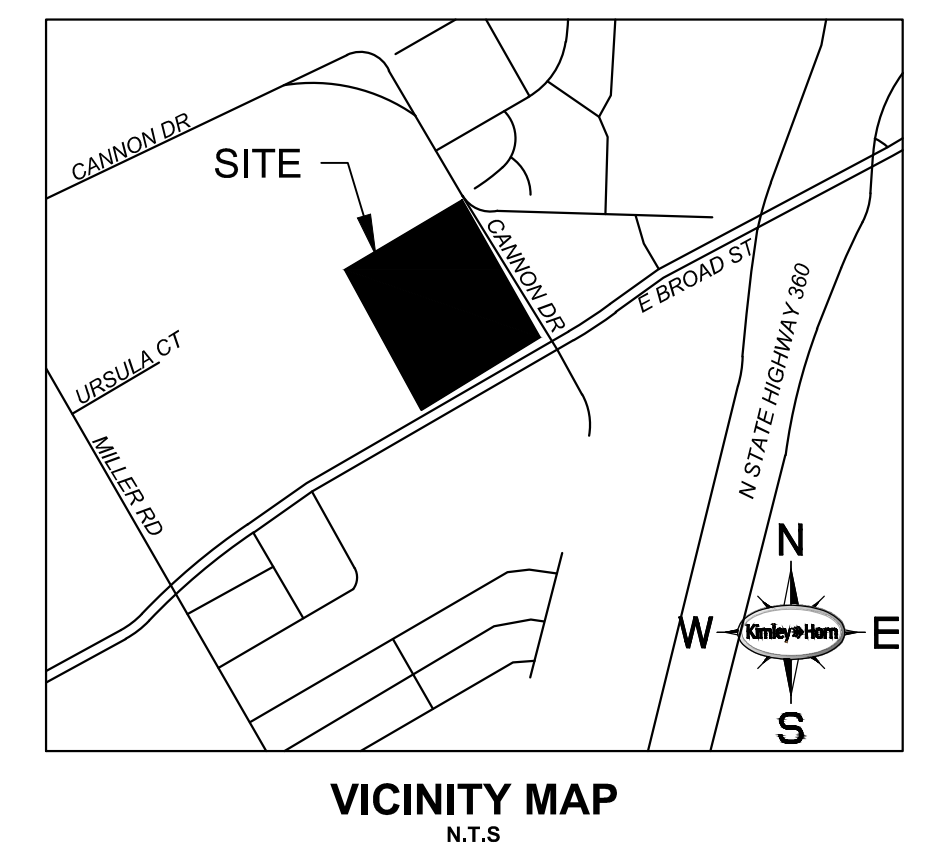 CANNON DR
SITE
CANNON DR
E BROAD ST
N STATE HIGHWAY 360
URSULA CT
MILLER RD
N
W Kimley»Horn E
S
VICINITY MAP
N.T.S